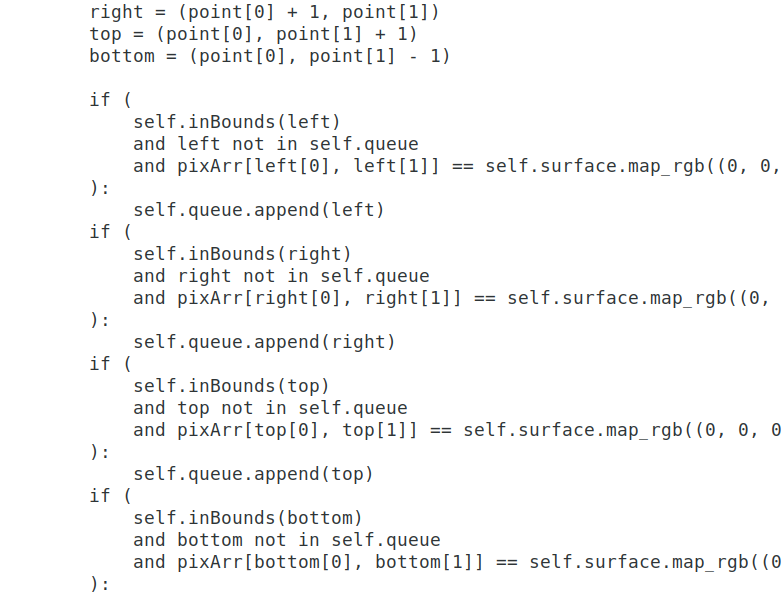 right = (point[0] + 1, point[1])
top = (point[0], point[1] + 1)
bottom = (point[0], point[1] - 1)

if (
    self.inBounds(left)
    and left not in self.queue
    and pixArr[left[0], left[1]] == self.surface.map_rgb((0, 0,
):
    self.queue.append(left)
if (
    self.inBounds(right)
    and right not in self.queue
    and pixArr[right[0], right[1]] == self.surface.map_rgb((0,
):
    self.queue.append(right)
if (
    self.inBounds(top)
    and top not in self.queue
    and pixArr[top[0], top[1]] == self.surface.map_rgb((0, 0, 0
):
    self.queue.append(top)
if (
    self.inBounds(bottom)
    and bottom not in self.queue
    and pixArr[bottom[0], bottom[1]] == self.surface.map_rgb((0
):